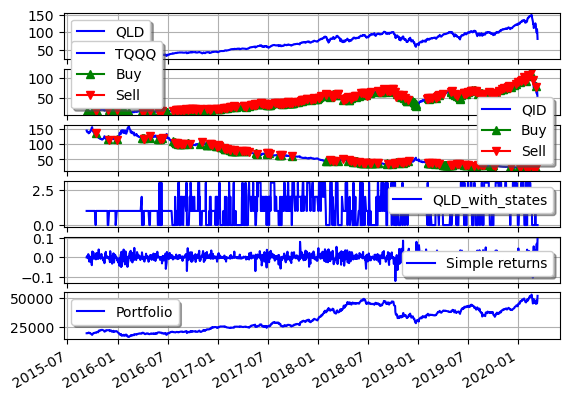 150
100
50
QLD
TQQQ
Buy
Sell
100
50
QID
Buy
Sell
150
100
50
2.5
0.0
QLD_with_states
0.1
0.0
−0.1
Simple returns
50000
25000
Portfolio
2015-07
2016-01
2016-07
2017-01
2017-07
2018-01
2018-07
2019-01
2019-07
2020-01